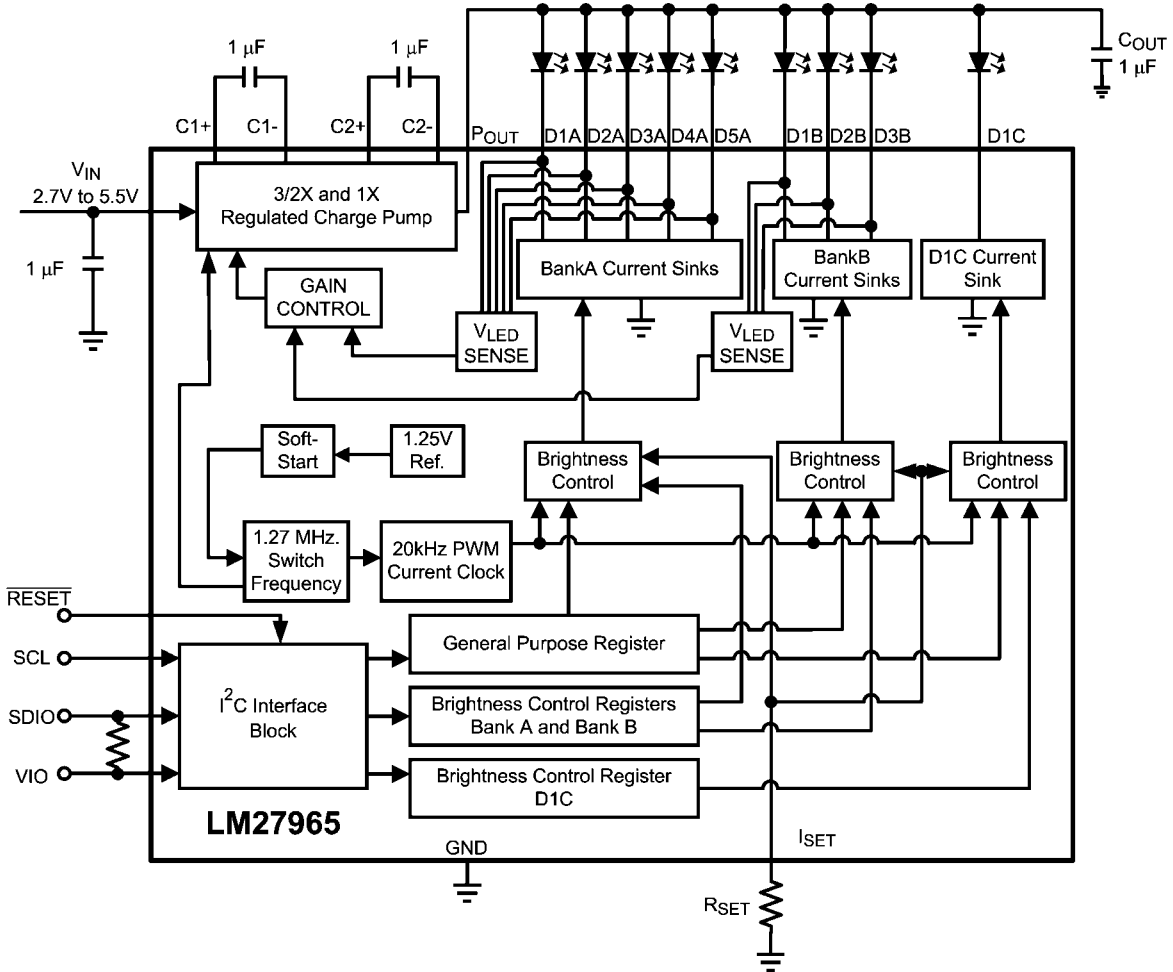 1 µF
1 µF
COUT
1 µF
C1+
C1-
C2+
C2-
POUT
D1A
D2A
D3A
D4A
D5A
D1B
D2B
D3B
D1C
VIN
2.7V to 5.5V
3/2X and 1X
Regulated Charge Pump
1 µF
GAIN
CONTROL
VLED
SENSE
BankA Current Sinks
VLED
SENSE
BankB
Current Sinks
D1C Current
Sink
Soft-
Start
1.25V
Ref.
Brightness
Control
Brightness
Control
Brightness
Control
1.27 MHz.
Switch
Frequency
20kHz PWM
Current Clock
RESET
SCL
SDIO
VIO
I2C Interface
Block
General Purpose Register
Brightness Control Registers
Bank A and Bank B
Brightness Control Register
D1C
LM27965
GND
ISET
RSET